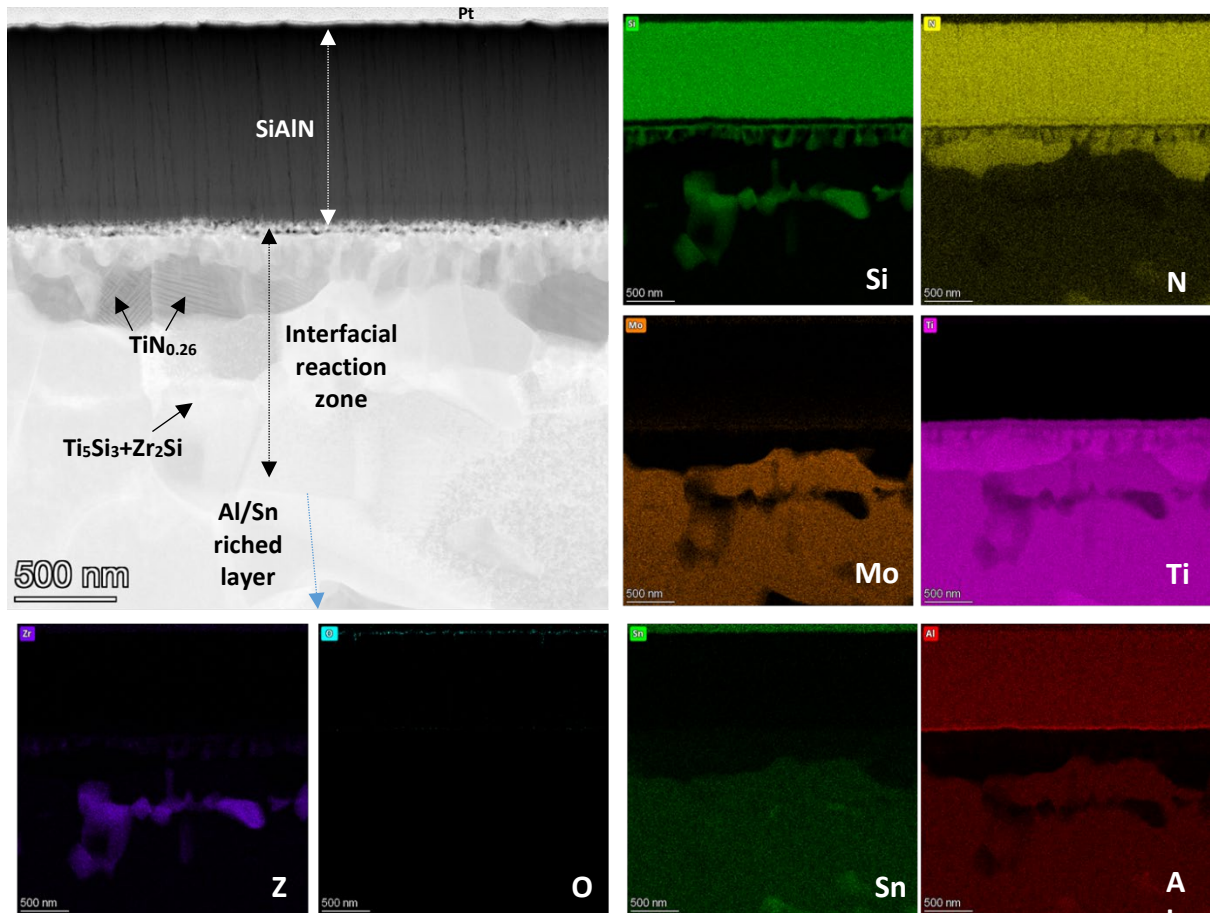 Pt
SiAlN
TiN0.26
Interfacial
reaction
zone
Ti5Si3+Zr2Si
Al/Sn
riched
layer
500 nm
Si
Si
500 nm
N
N
500 nm
Mo
Mo
500 nm
Ti
Ti
500 nm
Zr
Z
500 nm
O
O
500 nm
Sn
Sn
500 nm
Al
A
500 nm